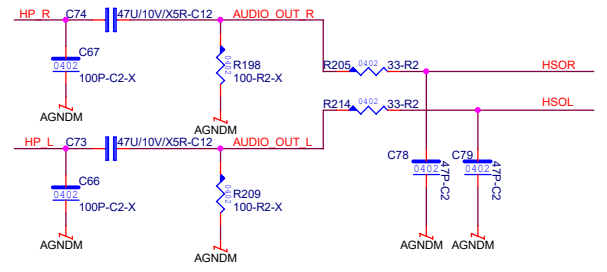 HP_R C74 47U/10V/X5R-C12 AUDIO_OUT_R
C67
0402
100P-C2-X
R198
0402
100-R2-X
R205 0402 33-R2 HSOR
AGNDM
AGNDM
R214 0402 33-R2 HSOL
HP_L C73 47U/10V/X5R-C12 AUDIO_OUT_L
C66
0402
100P-C2-X
R209
0402
100-R2-X
C78
0402
47P-C2
C79
0402
47P-C2
AGNDM
AGNDM
AGNDM
AGNDM